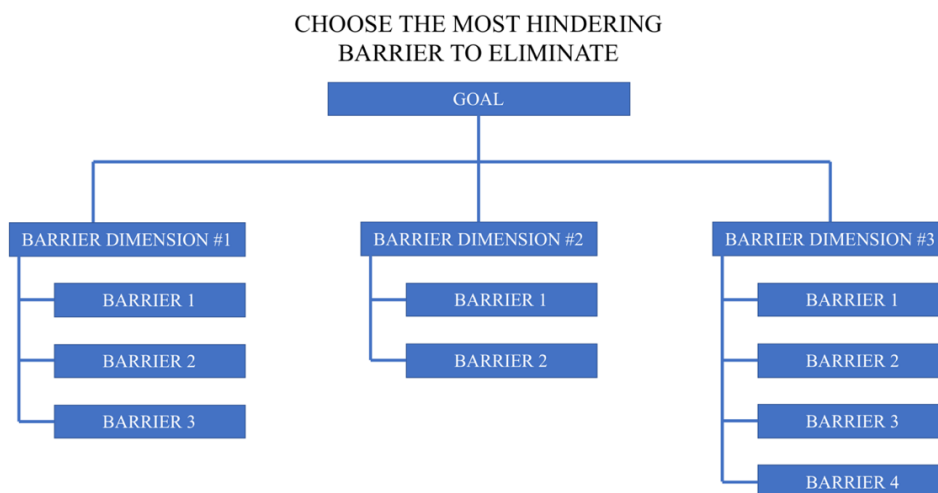 CHOOSE THE MOST HINDERING
BARRIER TO ELIMINATE
GOAL
BARRIER DIMENSION #1
BARRIER 1
BARRIER 2
BARRIER 3
BARRIER DIMENSION #2
BARRIER 1
BARRIER 2
BARRIER DIMENSION #3
BARRIER 1
BARRIER 2
BARRIER 3
BARRIER 4